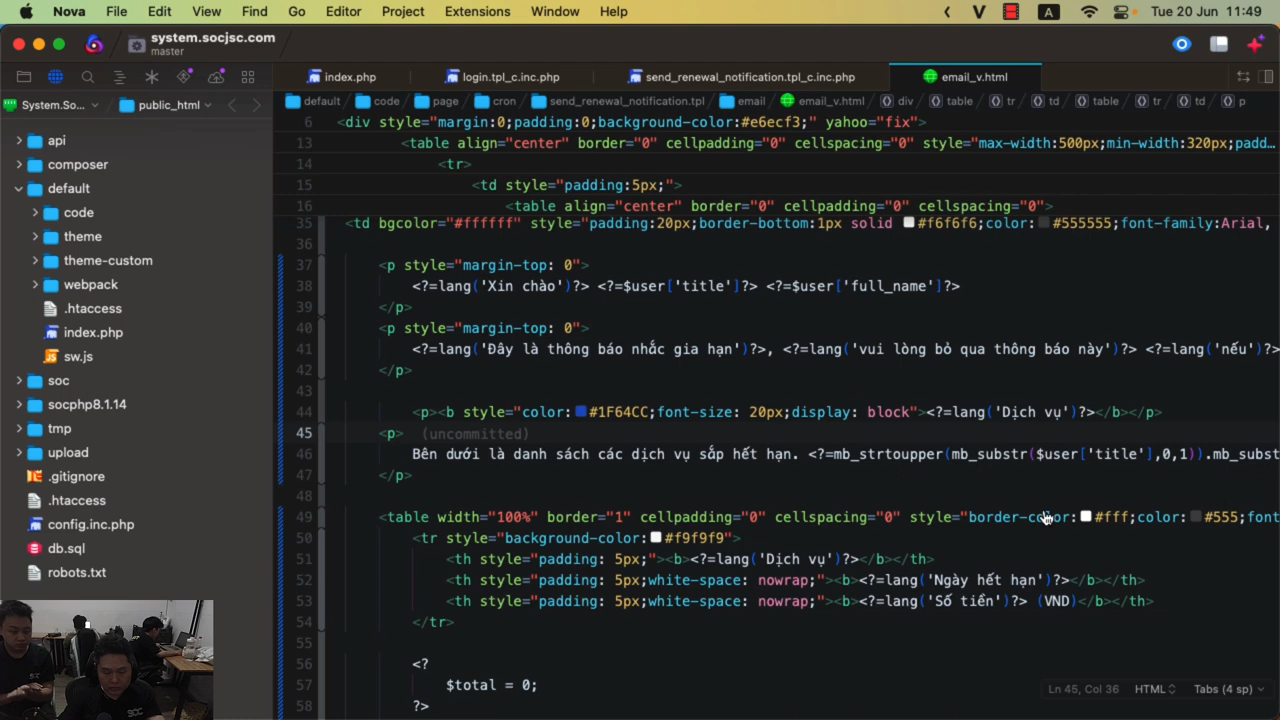 Nova File Edit View Find Go Editor Project Extensions Window Help A Tue 20 Jun 11:49
system.socjsc.com
master
index.php login.tpl_c.inc.php send_renewal_notification.tpl_c.inc.php email_v.html
System.So... public_html
default code page cron send_renewal_notification.tpl email email_v.html div table tr td table tr td p
api
composer
default
code
theme
theme-custom
webpack
.htaccess
index.php
sw.js
soc
socphp8.1.14
tmp
upload
.gitignore
.htaccess
config.inc.php
db.sql
robots.txt
6 <div style="margin:0;padding:0;background-color:#e6ecf3;" yahoo="fix">
13 <table align="center" border="0" cellpadding="0" cellspacing="0" style="max-width:500px;min-width:320px;padd…
14 <tr>
15 <td style="padding:5px;">
16 <table align="center" border="0" cellpadding="0" cellspacing="0">
35 <td bgcolor="#ffffff" style="padding:20px;border-bottom:1px solid #f6f6f6;color:#555555;font-family:Arial,
36
37 <p style="margin-top: 0">
38 <?=lang('Xin chào')?> <?=$user['title']?> <?=$user['full_name']?>
39 </p>
40 <p style="margin-top: 0">
41 <?=lang('Đây là thông báo nhắc gia hạn')?>, <?=lang('vui lòng bỏ qua thông báo này')?> <?=lang('nếu')?>
42 </p>
43
44 <p><b style="color:#1F64CC;font-size: 20px;display: block"><?=lang('Dịch vụ')?></b></p>
45 <p> (uncommitted)
46 Bên dưới là danh sách các dịch vụ sắp hết hạn. <?=mb_strtoupper(mb_substr($user['title'],0,1)).mb_subst
47 </p>
48
49 <table width="100%" border="1" cellpadding="0" cellspacing="0" style="border-color:#fff;color:#555;font
50 <tr style="background-color:#f9f9f9">
51 <th style="padding: 5px;"><b><?=lang('Dịch vụ')?></b></th>
52 <th style="padding: 5px;white-space: nowrap;"><b><?=lang('Ngày hết hạn')?></b></th>
53 <th style="padding: 5px;white-space: nowrap;"><b><?=lang('Số tiền')?> (VND)</b></th>
54 </tr>
55
56 <?
57 $total = 0;
58 ?>
Ln 45, Col 36 HTML Tabs (4 sp)